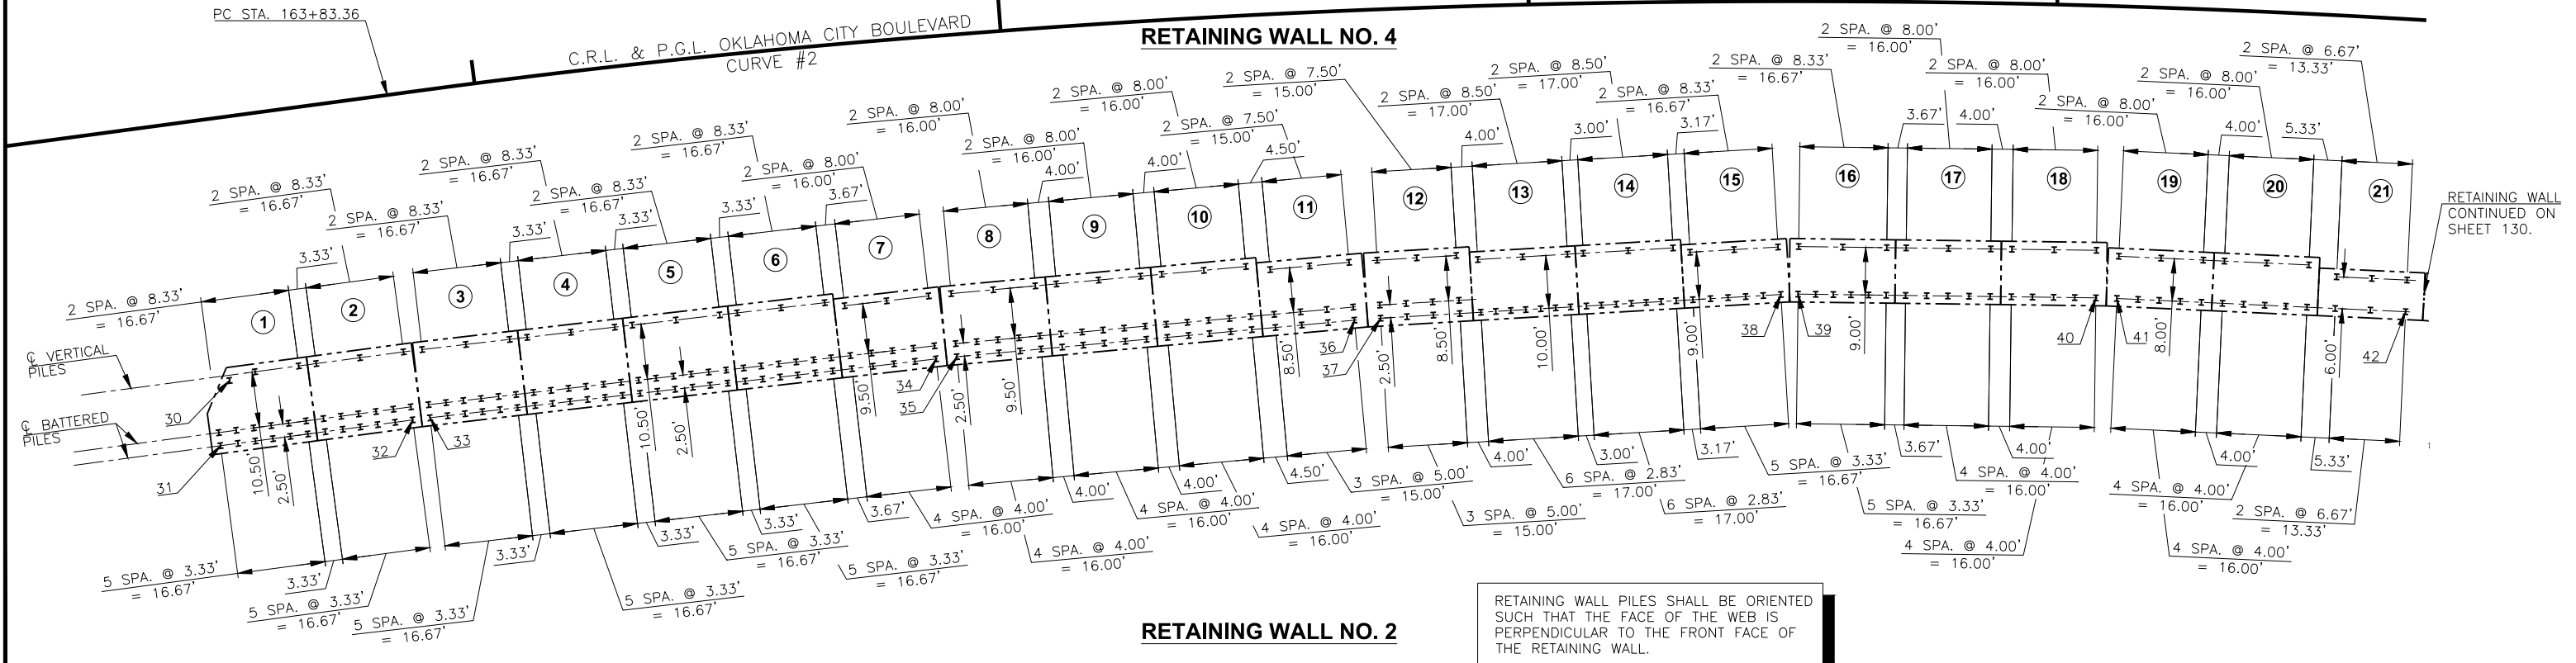 PC STA. 163+83.36
C.R.L. & P.G.L. OKLAHOMA CITY BOULEVARD
CURVE #2
RETAINING WALL NO. 4
2 SPA. @ 8.33'
= 16.67'
2 SPA. @ 8.33'
= 16.67'
2 SPA. @ 8.33'
= 16.67'
2 SPA. @ 8.33'
= 16.67'
2 SPA. @ 8.33'
= 16.67'
2 SPA. @ 8.33'
= 16.67'
2 SPA. @ 8.00'
= 16.00'
2 SPA. @ 8.00'
= 16.00'
2 SPA. @ 8.00'
= 16.00'
2 SPA. @ 8.00'
= 16.00'
2 SPA. @ 7.50'
= 15.00'
2 SPA. @ 7.50'
= 15.00'
2 SPA. @ 8.50'
= 17.00'
2 SPA. @ 8.50'
= 17.00'
2 SPA. @ 8.33'
= 16.67'
2 SPA. @ 8.33'
= 16.67'
2 SPA. @ 8.00'
= 16.00'
2 SPA. @ 8.00'
= 16.00'
2 SPA. @ 8.00'
= 16.00'
2 SPA. @ 8.00'
= 16.00'
2 SPA. @ 6.67'
= 13.33'
3.33'
3.33'
3.33'
3.33'
3.67'
4.00'
4.00'
4.50'
4.00'
3.00'
3.17'
3.67'
4.00'
4.00'
5.33'
1
2
3
4
5
6
7
8
9
10
11
12
13
14
15
16
17
18
19
20
21
RETAINING WALL
CONTINUED ON
SHEET 130.
℄ VERTICAL
PILES
℄ BATTERED
PILES
30
31
32
33
34
35
36
37
38
39
40
41
42
10.50'
2.50'
10.50'
2.50'
9.50'
2.50'
9.50'
8.50'
2.50'
8.50'
10.00'
9.00'
9.00'
8.00'
6.00'
5 SPA. @ 3.33'
= 16.67'
3.33'
5 SPA. @ 3.33'
= 16.67'
5 SPA. @ 3.33'
= 16.67'
3.33'
5 SPA. @ 3.33'
= 16.67'
3.33'
5 SPA. @ 3.33'
= 16.67'
3.33'
5 SPA. @ 3.33'
= 16.67'
3.67'
4 SPA. @ 4.00'
= 16.00'
4 SPA. @ 4.00'
= 16.00'
4.00'
4 SPA. @ 4.00'
= 16.00'
4.00'
4 SPA. @ 4.00'
= 16.00'
4.50'
3 SPA. @ 5.00'
= 15.00'
3 SPA. @ 5.00'
= 15.00'
4.00'
6 SPA. @ 2.83'
= 17.00'
3.00'
6 SPA. @ 2.83'
= 17.00'
3.17'
5 SPA. @ 3.33'
= 16.67'
5 SPA. @ 3.33'
= 16.67'
3.67'
4 SPA. @ 4.00'
= 16.00'
4.00'
4 SPA. @ 4.00'
= 16.00'
4 SPA. @ 4.00'
= 16.00'
4.00'
4 SPA. @ 4.00'
= 16.00'
5.33'
2 SPA. @ 6.67'
= 13.33'
RETAINING WALL NO. 2
RETAINING WALL PILES SHALL BE ORIENTED
SUCH THAT THE FACE OF THE WEB IS
PERPENDICULAR TO THE FRONT FACE OF
THE RETAINING WALL.